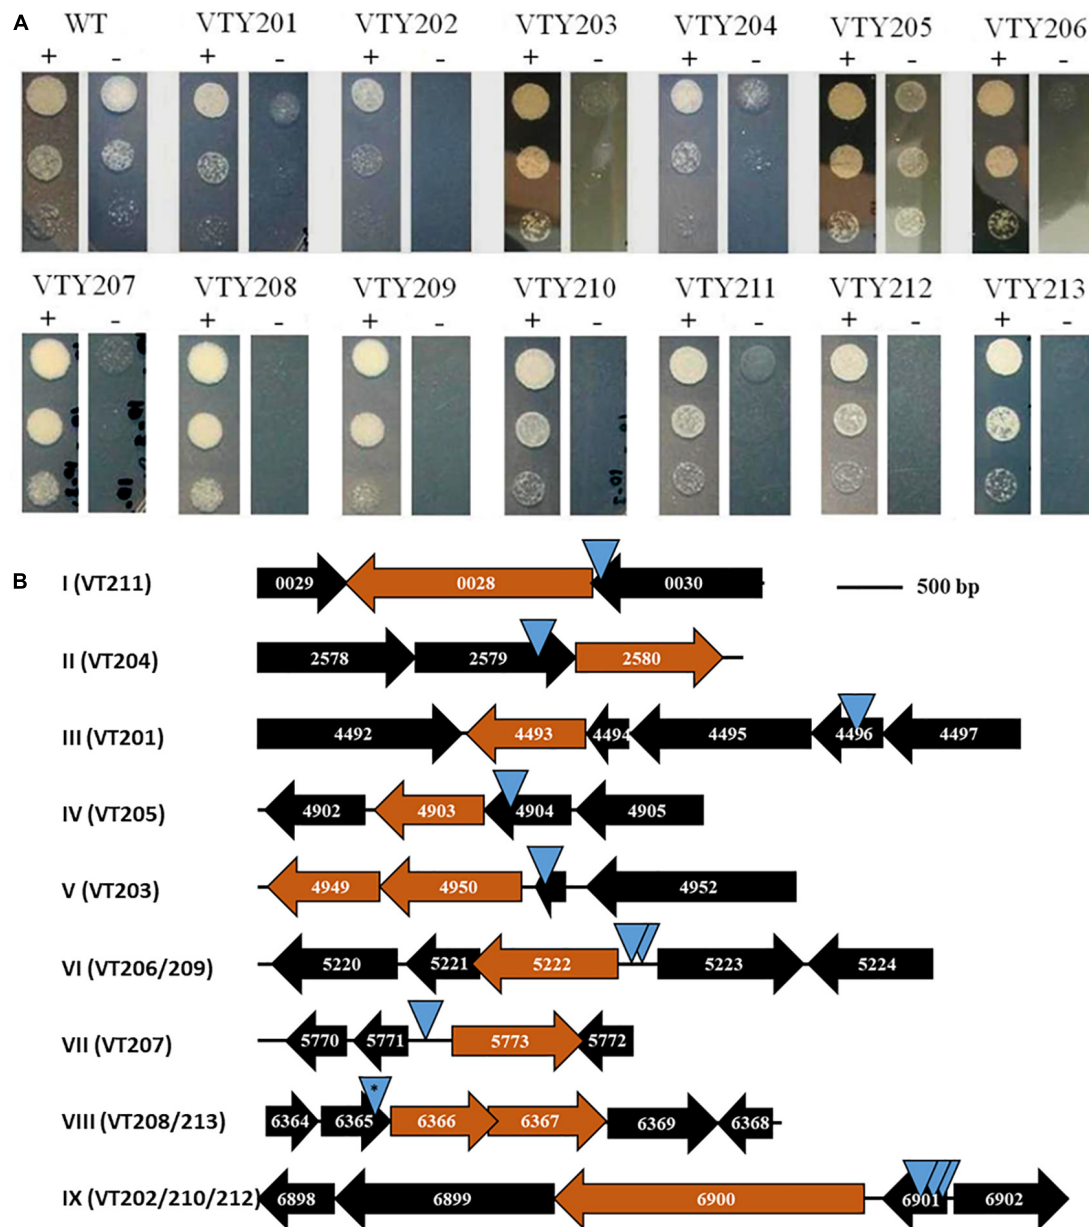 A
WT VTY201 VTY202 VTY203 VTY204 VTY205 VTY206
+ - + - + - + - + - + - + -
VTY207 VTY208 VTY209 VTY210 VTY211 VTY212 VTY213
+ - + - + - + - + - + - + -
B
I (VT211) 0029 0028 0030 500 bp
II (VT204) 2578 2579 2580
III (VT201) 4492 4493 4494 4495 4496 4497
IV (VT205) 4902 4903 4904 4905
V (VT203) 4949 4950 4952
VI (VT206/209) 5220 5221 5222 5223 5224
VII (VT207) 5770 5771 5773 5772
VIII (VT208/213) 6364 6365 * 6366 6367 6369 6368
IX (VT202/210/212) 6898 6899 6900 6901 6902